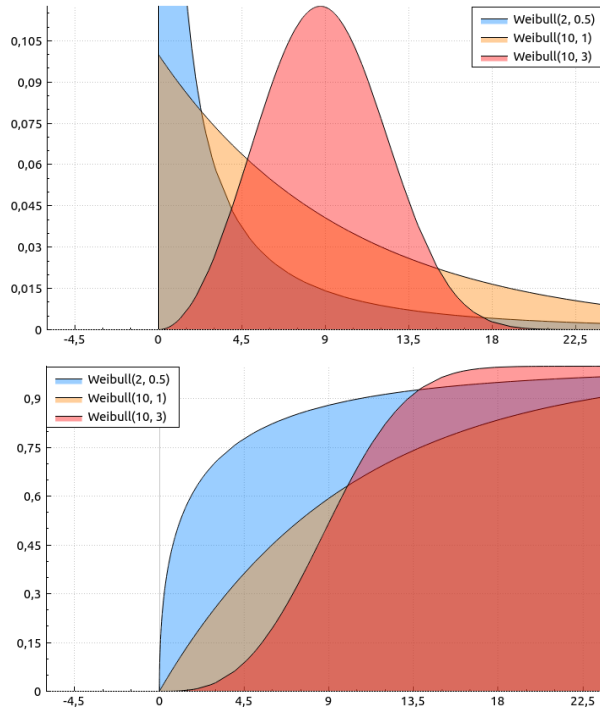 Weibull(2, 0.5)
Weibull(10, 1)
Weibull(10, 3)
0,105
0,09
0,075
0,06
0,045
0,03
0,015
0
-4,5 0 4,5 9 13,5 18 22,5
Weibull(2, 0.5)
Weibull(10, 1)
Weibull(10, 3)
0,9
0,75
0,6
0,45
0,3
0,15
0
-4,5 0 4,5 9 13,5 18 22,5